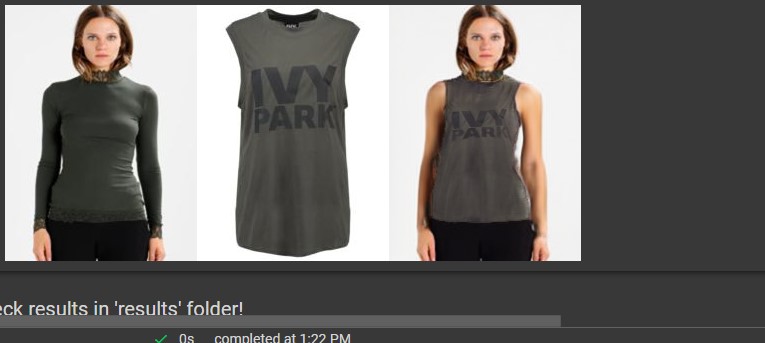 IVY
PARK
IVY
PARK
eck results in 'results' folder!
0s completed at 1:22 PM